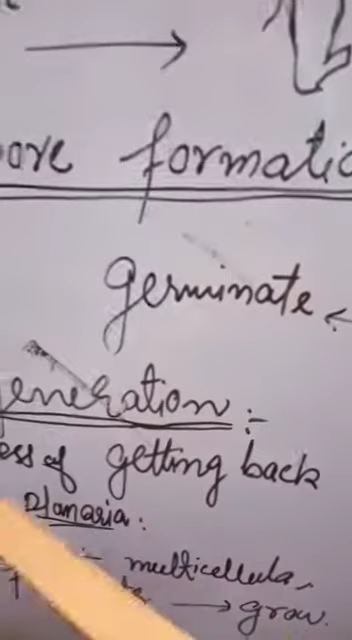 ore formatio
germinate
eneration :-
ess of getting back
Planaria :
:- multicellula
→ grow.